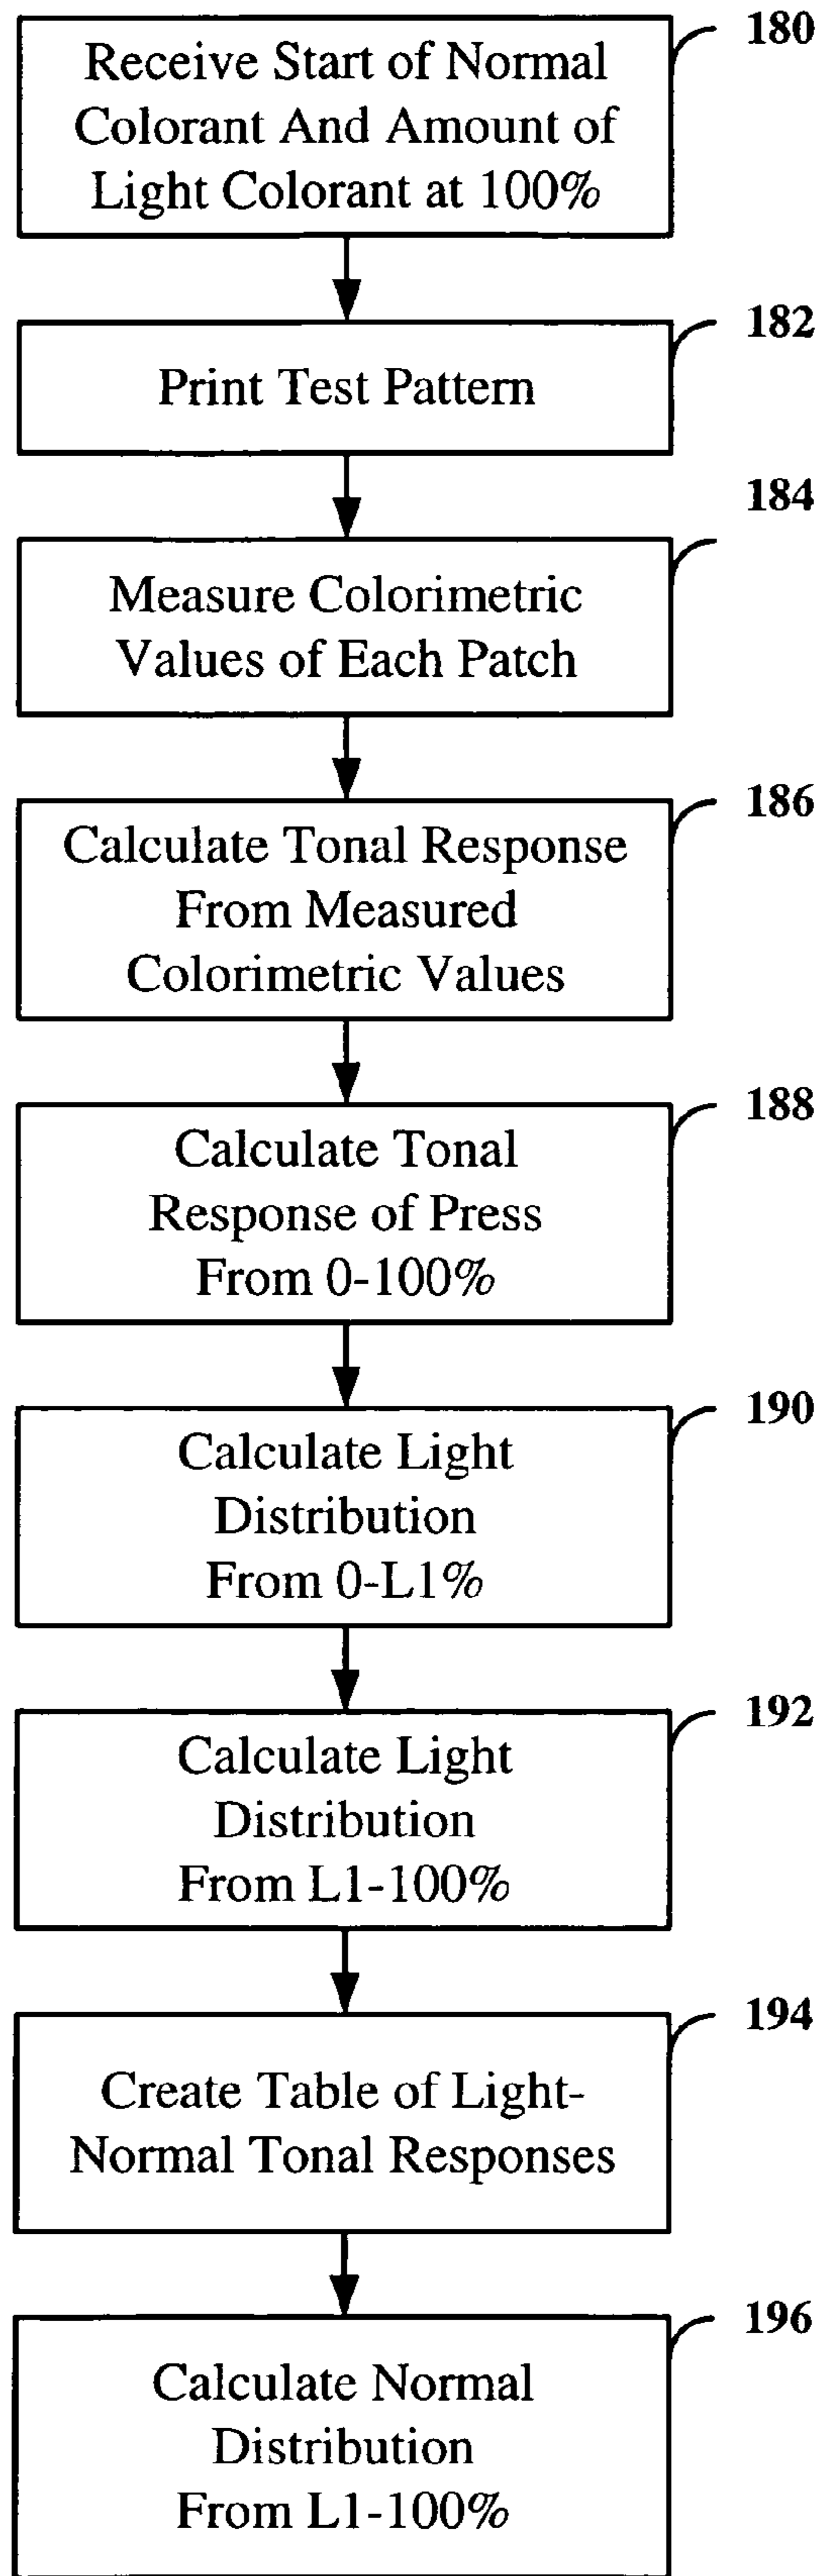 180
Receive Start of Normal
Colorant And Amount of
Light Colorant at 100%
182
Print Test Pattern
184
Measure Colorimetric
Values of Each Patch
186
Calculate Tonal Response
From Measured
Colorimetric Values
188
Calculate Tonal
Response of Press
From 0-100%
190
Calculate Light
Distribution
From 0-L1%
192
Calculate Light
Distribution
From L1-100%
194
Create Table of Light-
Normal Tonal Responses
196
Calculate Normal
Distribution
From L1-100%